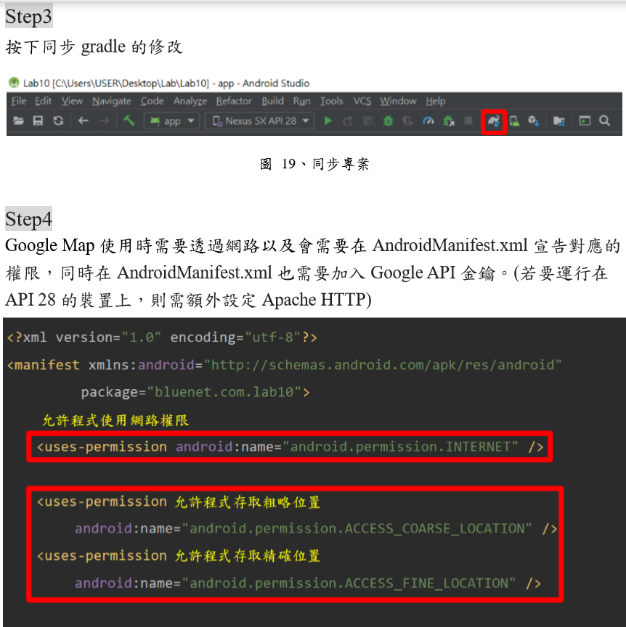 Step3
按下同步 gradle 的修改
Lab10 [C:\Users\USER\Desktop\Lab\Lab10] - app - Android Studio
File Edit View Navigate Code Analyze Refactor Build Run Tools VCS Window Help
app Nexus 5X API 28
圖 19、同步專案
Step4
Google Map 使用時需要透過網路以及會需要在 AndroidManifest.xml 宣告對應的
權限，同時在 AndroidManifest.xml 也需要加入 Google API 金鑰。(若要運行在
API 28 的裝置上，則需額外設定 Apache HTTP)
<?xml version="1.0" encoding="utf-8"?>
<manifest xmlns:android="http://schemas.android.com/apk/res/android"
package="bluenet.com.lab10">
允許程式使用網路權限
<uses-permission android:name="android.permission.INTERNET" />
<uses-permission 允許程式存取粗略位置
android:name="android.permission.ACCESS_COARSE_LOCATION" />
<uses-permission 允許程式存取精確位置
android:name="android.permission.ACCESS_FINE_LOCATION" />